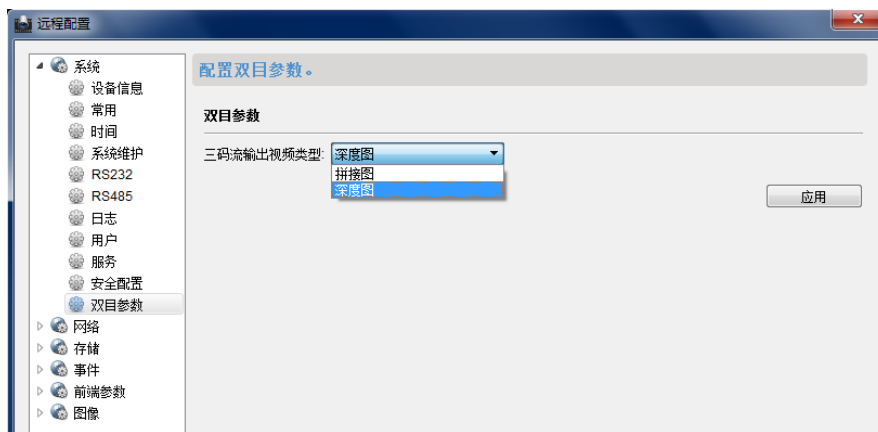 远程配置
系统
设备信息
常用
时间
系统维护
RS232
RS485
日志
用户
服务
安全配置
双目参数
网络
存储
事件
前端参数
图像
配置双目参数。
双目参数
三码流输出视频类型: 深度图
拼接图
深度图
应用